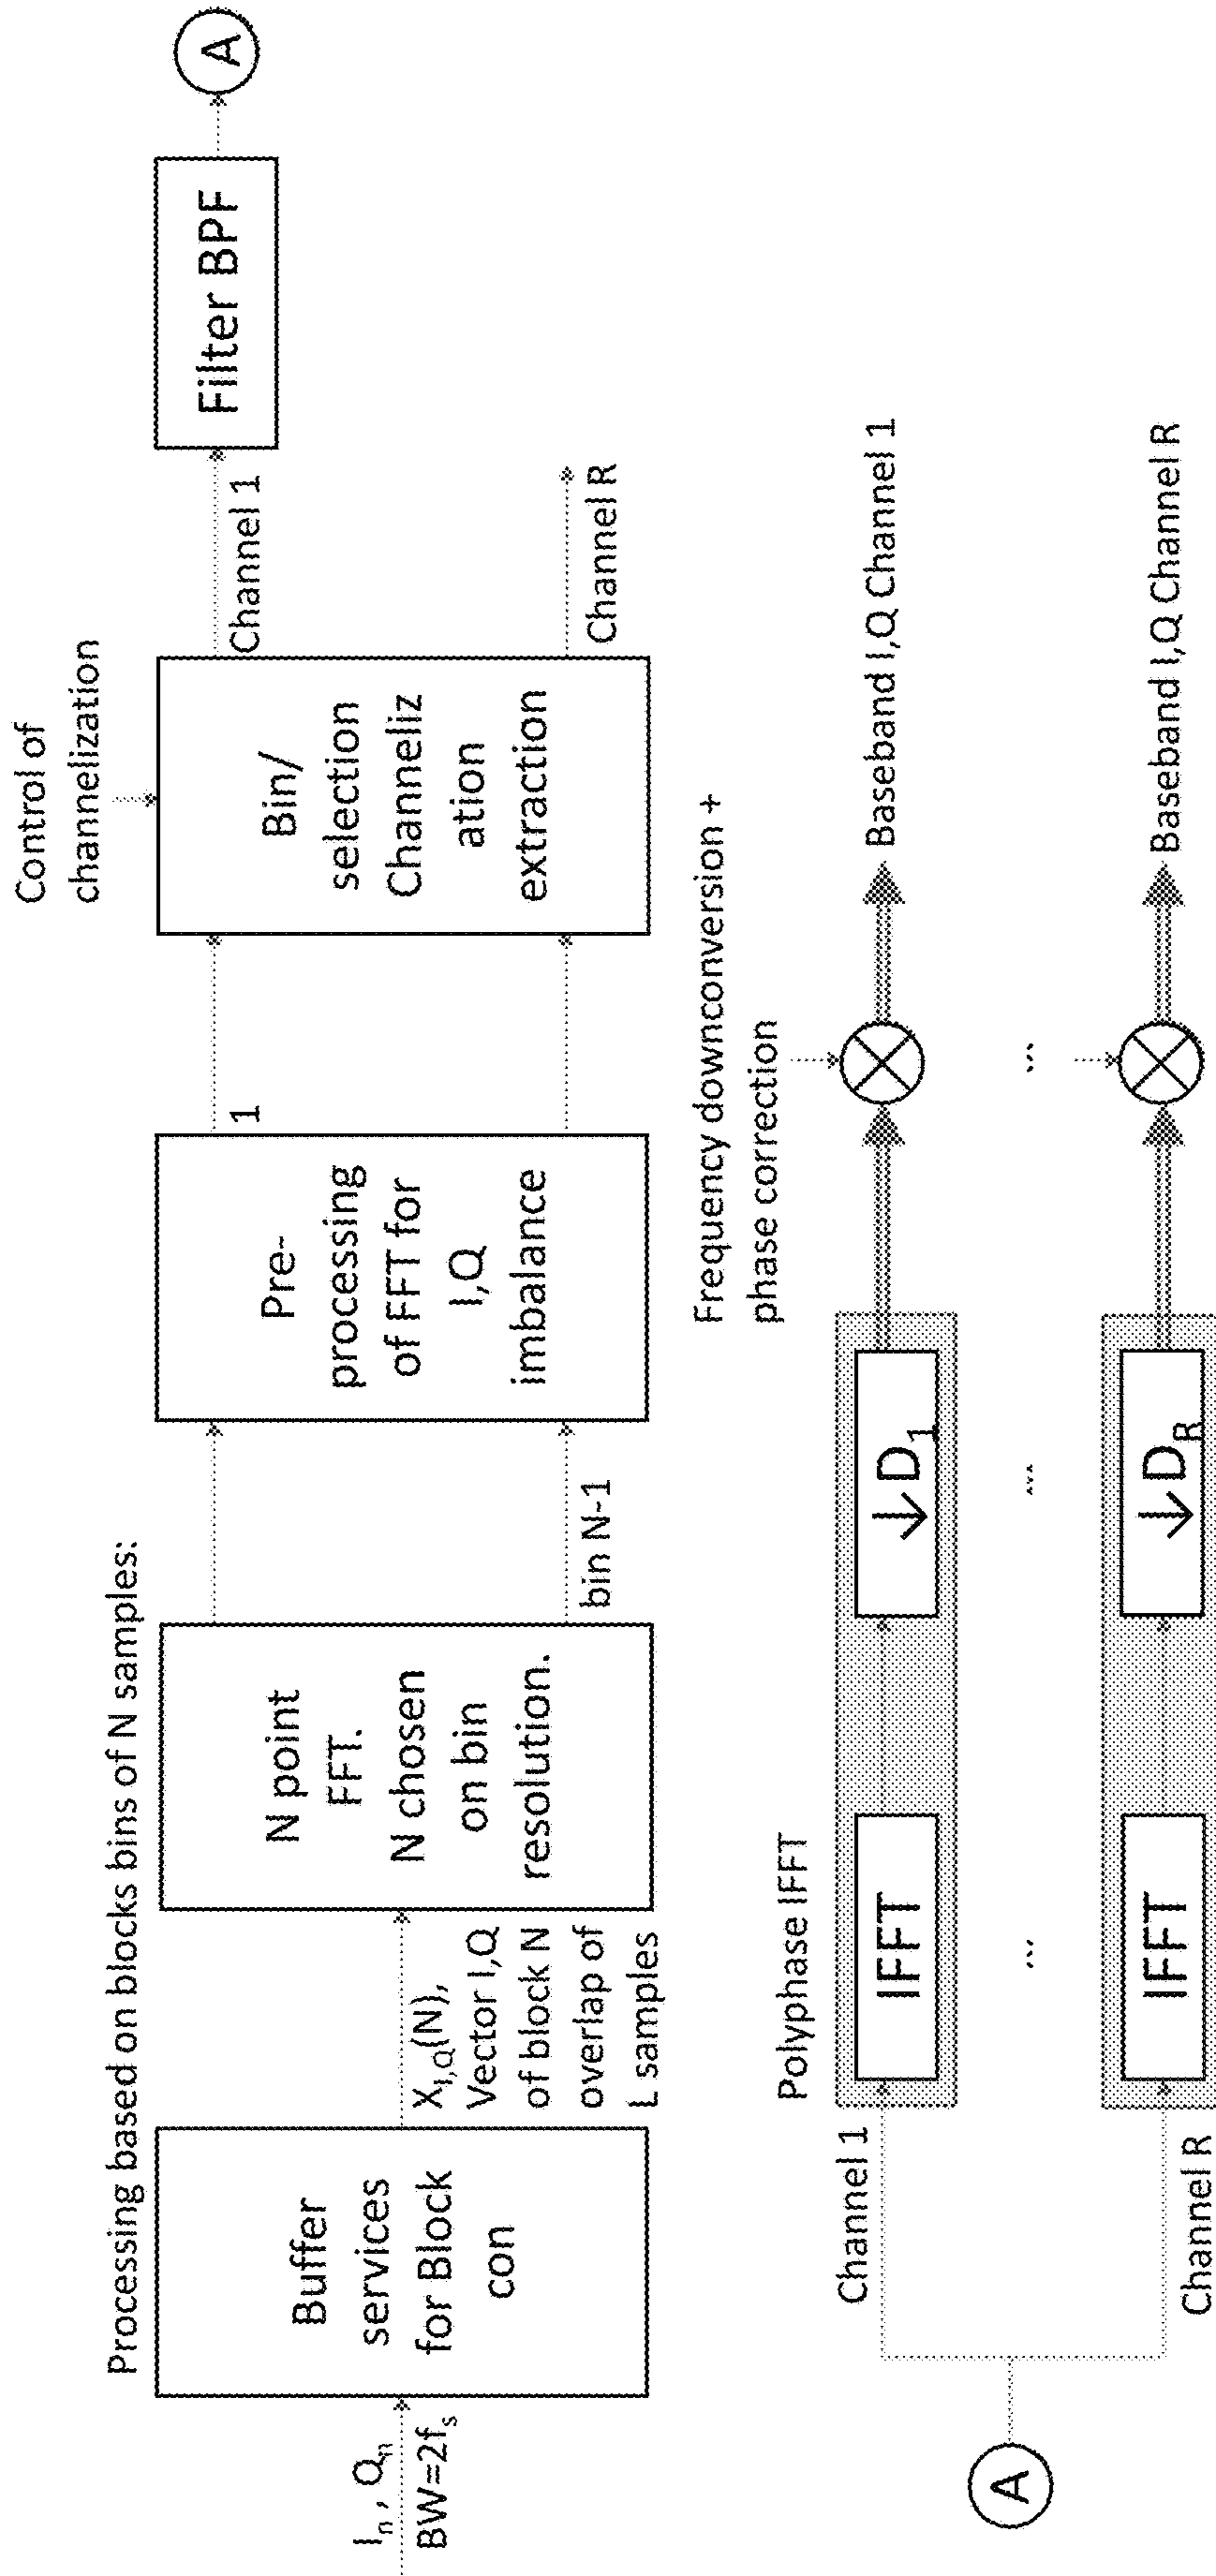 Processing based on blocks bins of N samples:
I_n , Q_n
BW=2f_s
Buffer
services
for Block
con
X_{I,Q}(N),
Vector I,Q
of block N
overlap of
L samples
N point
FFT.
N chosen
on bin
resolution.
bin N-1
Pre-
processing
of FFT for
I,Q
imbalance
1
Control of
channelization
Bin/
selection
Channeliz
ation
extraction
Channel 1
Channel R
Filter BPF
A
A
Channel 1
Channel R
Polyphase IFFT
IFFT
↓D_1
...
...
IFFT
↓D_R
Frequency downconversion +
phase correction
...
Baseband I,Q Channel 1
Baseband I,Q Channel R